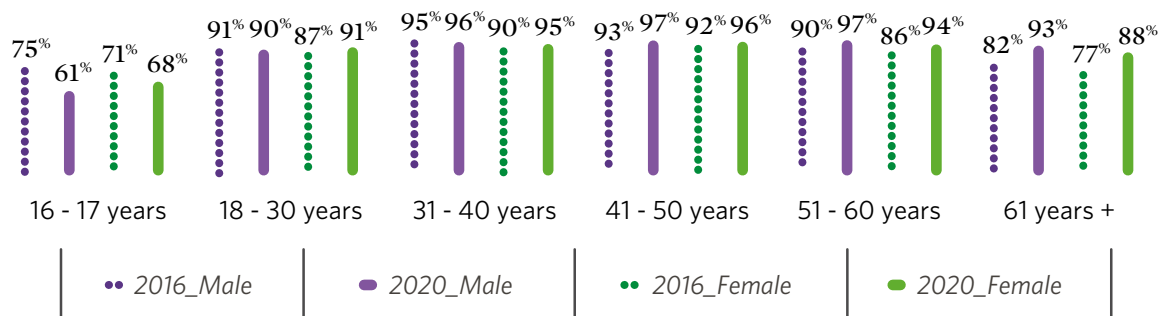 75% 61% 71% 68% 91% 90% 87% 91% 95% 96% 90% 95% 93% 97% 92% 96% 90% 97% 86% 94% 82% 93% 77% 88%
16 - 17 years 18 - 30 years 31 - 40 years 41 - 50 years 51 - 60 years 61 years +
2016_Male 2020_Male 2016_Female 2020_Female